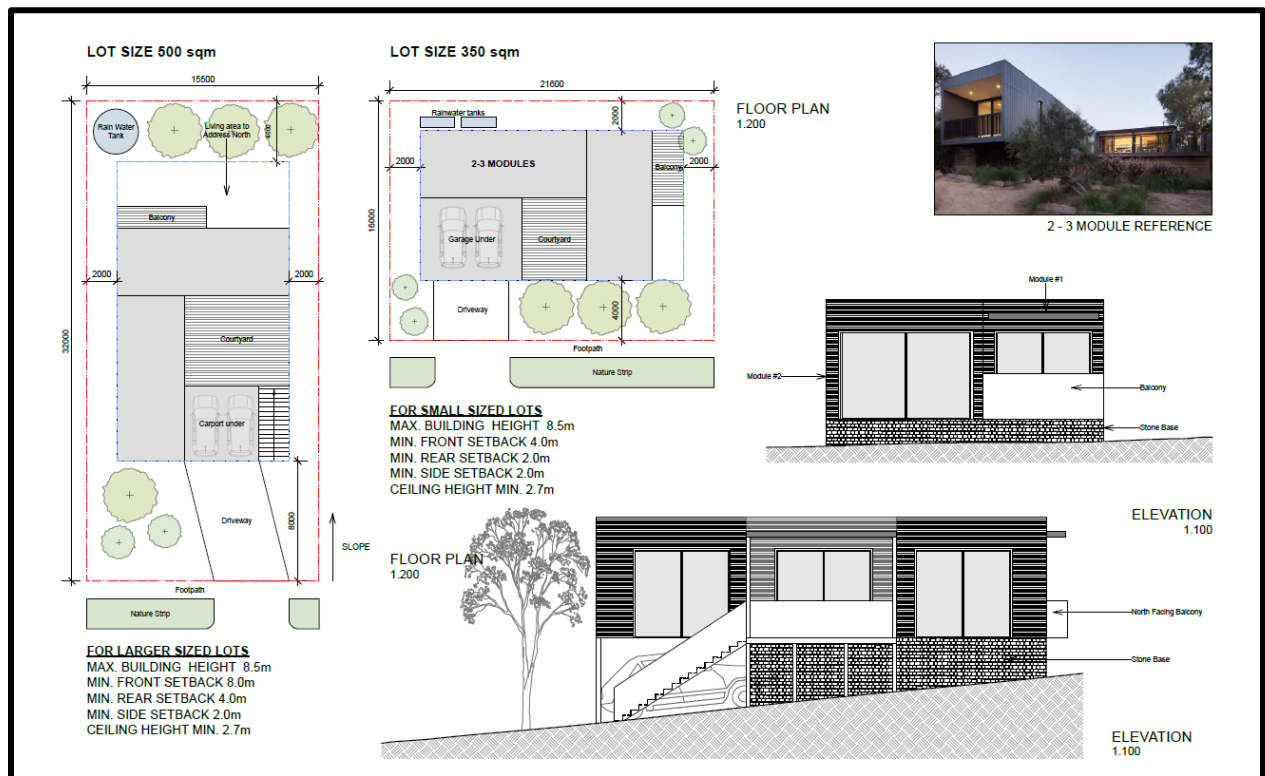 LOT SIZE 500 sqm
15500
Rain Water
Tank
Living area to
Address North
4000
Balcony
2000
2000
32000
Courtyard
Carport under
Driveway
8000
SLOPE
Footpath
Nature Strip
FOR LARGER SIZED LOTS
MAX. BUILDING HEIGHT 8.5m
MIN. FRONT SETBACK 8.0m
MIN. REAR SETBACK 4.0m
MIN. SIDE SETBACK 2.0m
CEILING HEIGHT MIN. 2.7m
LOT SIZE 350 sqm
21600
Rainwater tanks
2000
2000
2-3 MODULES
Balcony
2000
16000
Garage Under
Courtyard
Driveway
4000
Footpath
Nature Strip
FOR SMALL SIZED LOTS
MAX. BUILDING HEIGHT 8.5m
MIN. FRONT SETBACK 4.0m
MIN. REAR SETBACK 2.0m
MIN. SIDE SETBACK 2.0m
CEILING HEIGHT MIN. 2.7m
FLOOR PLAN
1.200
FLOOR PLAN
1.200
2 - 3 MODULE REFERENCE
Module #1
Module #2
Balcony
Stone Base
ELEVATION
1.100
North Facing Balcony
Stone Base
ELEVATION
1.100